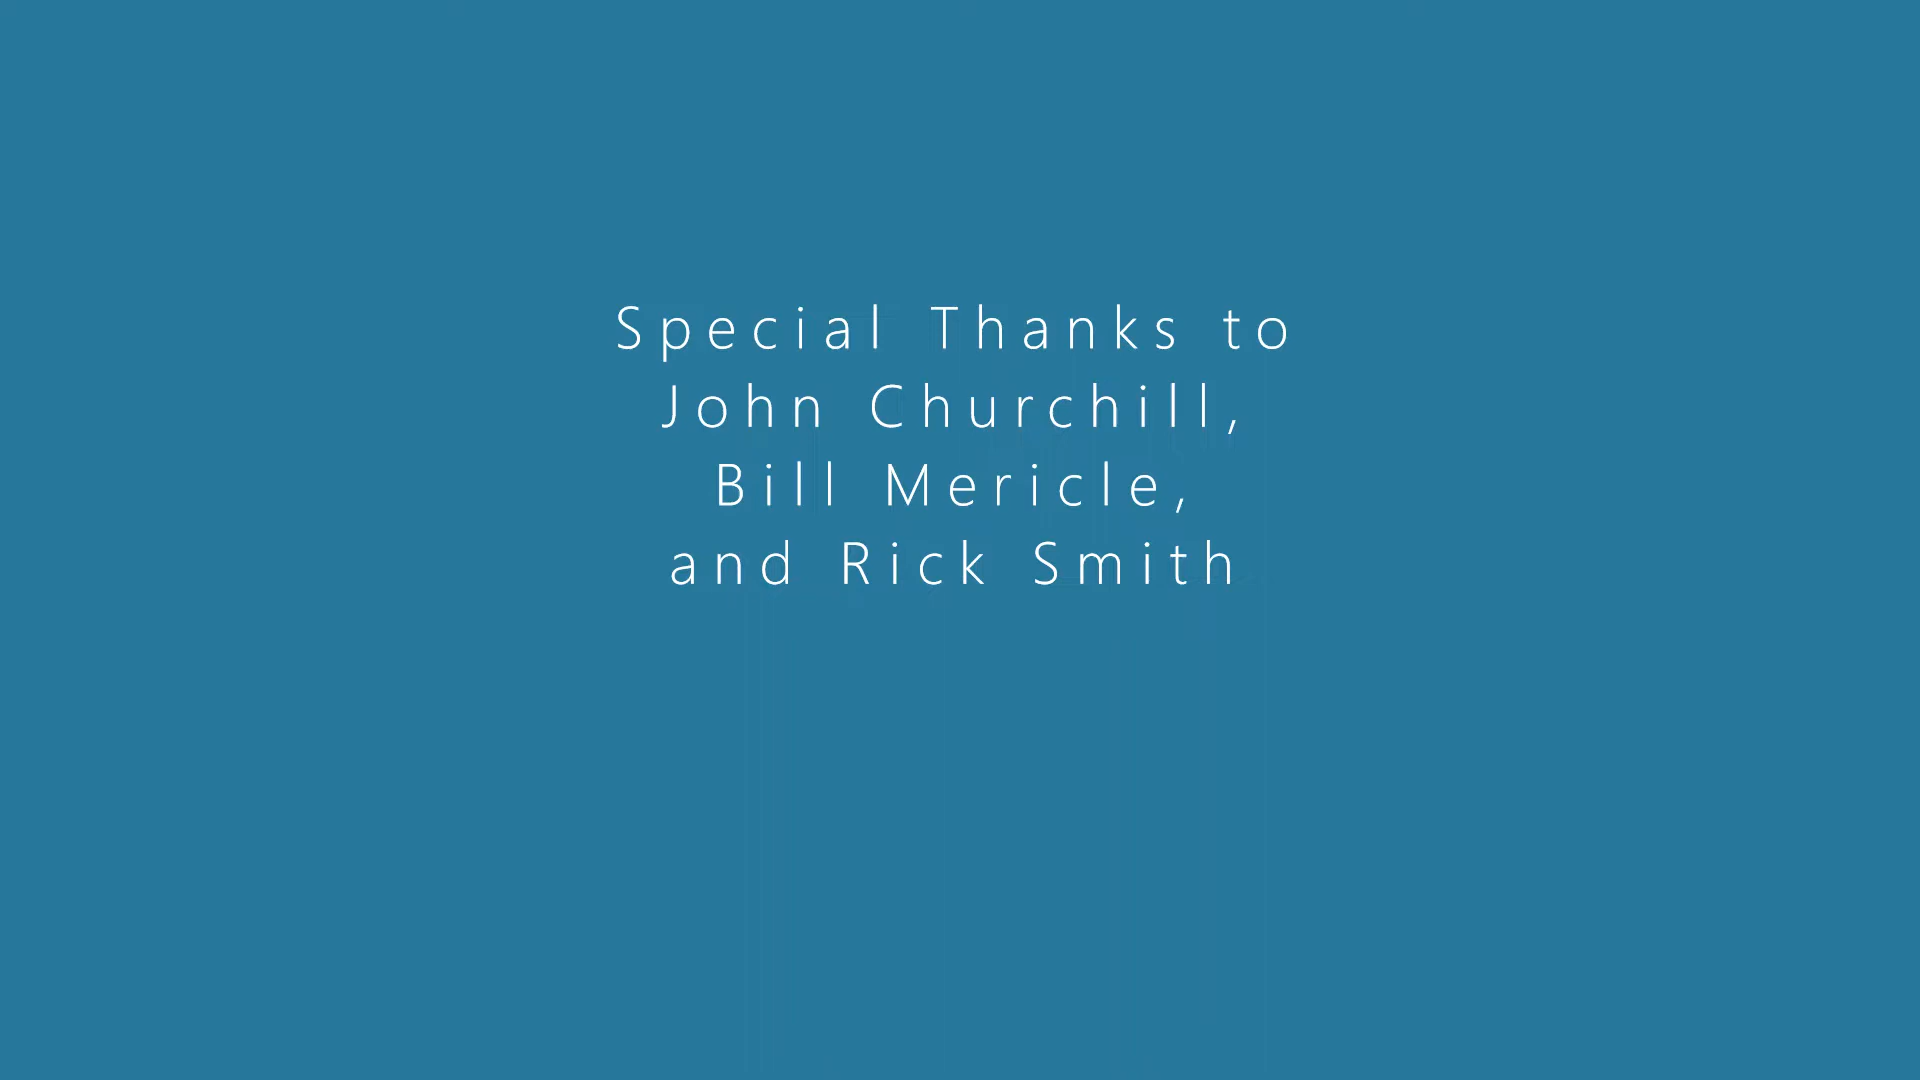 Special Thanks to
John Churchill,
Bill Mericle,
and Rick Smith